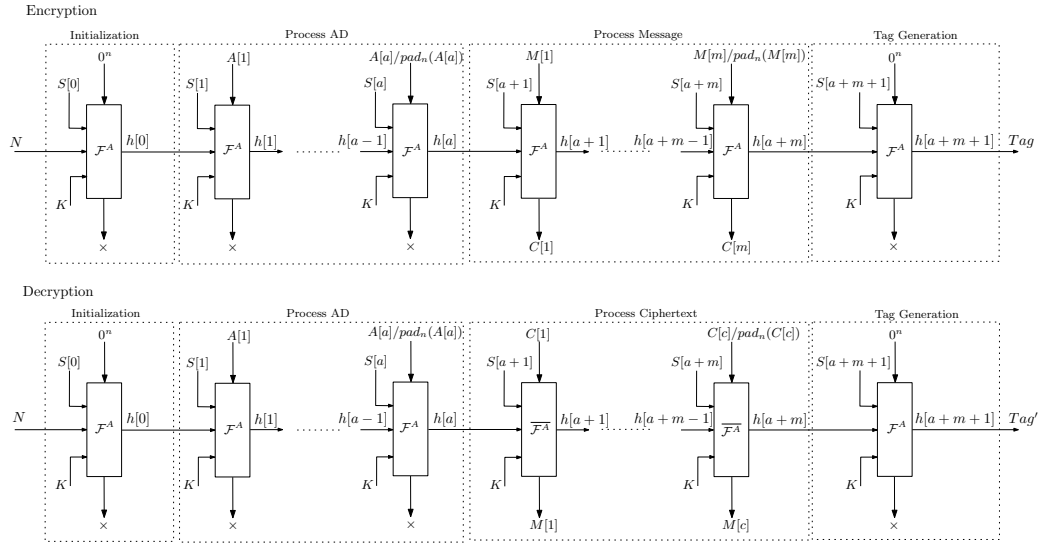 Encryption
Initialization
Process AD
Process Message
Tag Generation
0^n
A[1]
A[a]/pad_n(A[a])
M[1]
M[m]/pad_n(M[m])
0^n
S[0]
S[1]
S[a]
S[a+1]
S[a+m]
S[a+m+1]
N
F^A
h[0]
F^A
h[1]
........
h[a−1]
F^A
h[a]
F^A
h[a+1]
........
h[a+m−1]
F^A
h[a+m]
F^A
h[a+m+1]
Tag
K
K
K
K
K
K
×
×
×
C[1]
C[m]
×
Decryption
Initialization
Process AD
Process Ciphertext
Tag Generation
0^n
A[1]
A[a]/pad_n(A[a])
C[1]
C[c]/pad_n(C[c])
0^n
S[0]
S[1]
S[a]
S[a+1]
S[a+m]
S[a+m+1]
N
F^A
h[0]
F^A
h[1]
........
h[a−1]
F^A
h[a]
F̅^A̅
h[a+1]
........
h[a+m−1]
F̅^A̅
h[a+m]
F^A
h[a+m+1]
Tag′
K
K
K
K
K
K
×
×
×
M[1]
M[c]
×